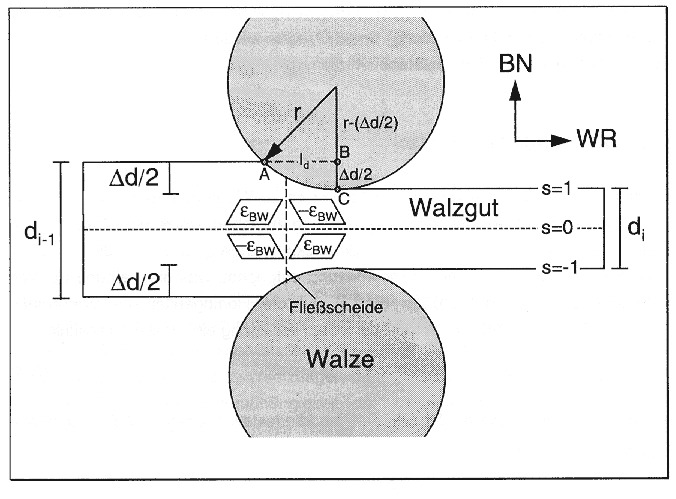 BN
WR
r
r-(Δd/2)
B
l_d
A
Δd/2
C
Δd/2
s=1
Walzgut
ε_BW
-ε_BW
d_i-1
s=0
d_i
-ε_BW
ε_BW
s=-1
Δd/2
Fließscheide
Walze